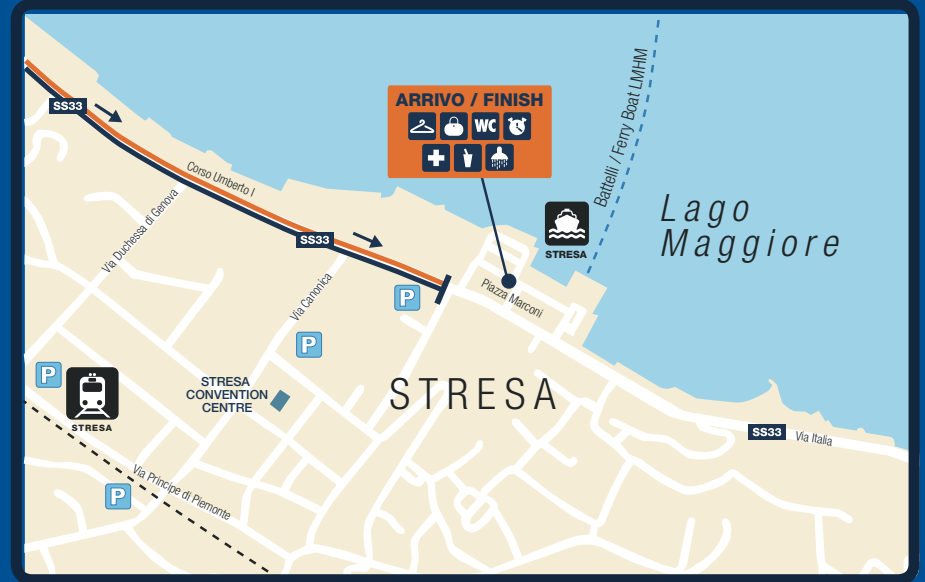 SS33
ARRIVO / FINISH
WC
Battelli / Ferry Boat LMHM
Lago
Maggiore
Corso Umberto I
Via Duchessa di Genova
SS33
STRESA
Via Canonica
P
Piazza Marconi
P
P
STRESA
STRESA
CONVENTION
CENTRE
STRESA
SS33
Via Italia
Via Principe di Piemonte
P